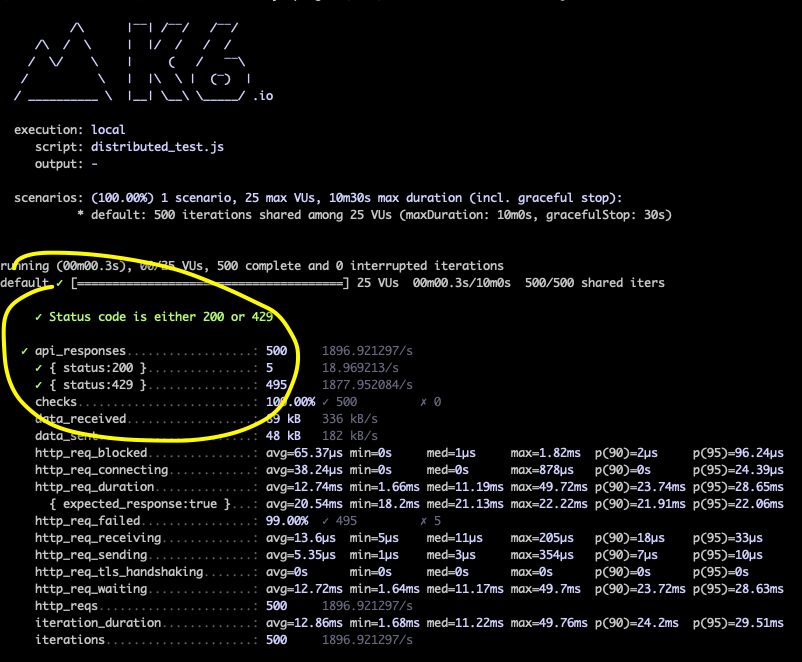 K6 .io
execution: local
script: distributed_test.js
output: -
scenarios: (100.00%) 1 scenario, 25 max VUs, 10m30s max duration (incl. graceful stop):
* default: 500 iterations shared among 25 VUs (maxDuration: 10m0s, gracefulStop: 30s)
running (00m00.3s), 00/25 VUs, 500 complete and 0 interrupted iterations
default ✓ [======================================] 25 VUs  00m00.3s/10m0s  500/500 shared iters
✓ Status code is either 200 or 429
✓ api_responses.................: 500    1896.921297/s
✓ { status:200 }...............: 5      18.969213/s
✓ { status:429 }...............: 495    1877.952084/s
checks.........................: 100.00% ✓ 500        ✗ 0
data_received..................: 89 kB  336 kB/s
data_sent......................: 48 kB  182 kB/s
http_req_blocked...............: avg=65.37µs min=0s     med=1µs     max=1.82ms  p(90)=2µs     p(95)=96.24µs
http_req_connecting............: avg=38.24µs min=0s     med=0s      max=878µs   p(90)=0s      p(95)=24.39µs
http_req_duration..............: avg=12.74ms min=1.66ms med=11.19ms max=49.72ms p(90)=23.74ms p(95)=28.65ms
{ expected_response:true }...: avg=20.54ms min=18.2ms med=21.13ms max=22.22ms p(90)=21.91ms p(95)=22.06ms
http_req_failed................: 99.00% ✓ 495        ✗ 5
http_req_receiving.............: avg=13.6µs  min=5µs    med=11µs    max=205µs   p(90)=18µs    p(95)=33µs
http_req_sending...............: avg=5.35µs  min=1µs    med=3µs     max=354µs   p(90)=7µs     p(95)=10µs
http_req_tls_handshaking.......: avg=0s      min=0s     med=0s      max=0s      p(90)=0s      p(95)=0s
http_req_waiting...............: avg=12.72ms min=1.64ms med=11.17ms max=49.7ms  p(90)=23.72ms p(95)=28.63ms
http_reqs......................: 500    1896.921297/s
iteration_duration.............: avg=12.86ms min=1.68ms med=11.22ms max=49.76ms p(90)=24.2ms  p(95)=29.51ms
iterations.....................: 500    1896.921297/s